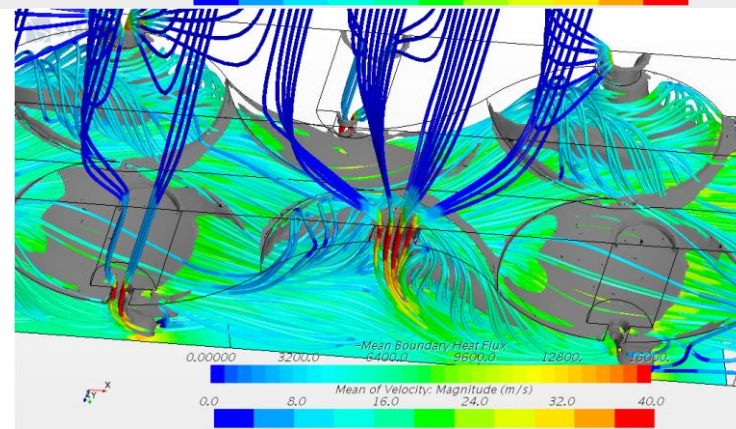 -Mean Boundary Heat Flux
0.00000 3200.0 6400.0 9600.0 12800. 16000.
Mean of Velocity: Magnitude (m/s)
0.0 8.0 16.0 24.0 32.0 40.0
X
Y